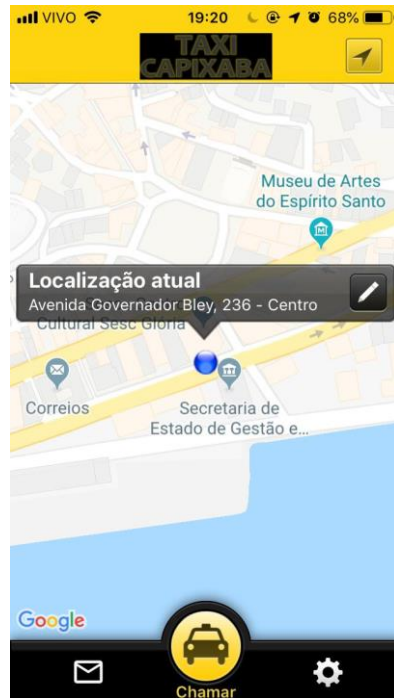 VIVO 19:20 68%
TAXI
CAPIXABA
Museu de Artes
do Espírito Santo
Localização atual
Avenida Governador Bley, 236 - Centro
Cultural Sesc Glória
Correios
Secretaria de
Estado de Gestão e...
Google
Chamar